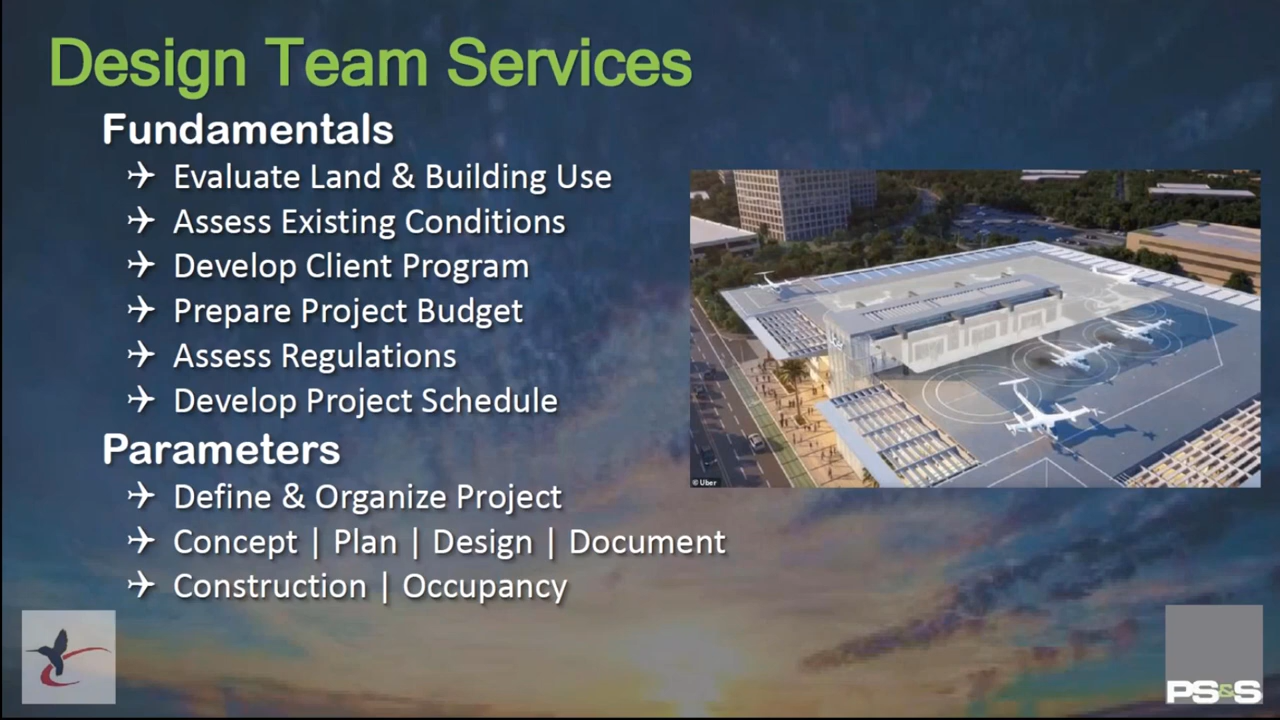 Design Team Services
Fundamentals
Evaluate Land & Building Use
Assess Existing Conditions
Develop Client Program
Prepare Project Budget
Assess Regulations
Develop Project Schedule
Parameters
Define & Organize Project
Concept | Plan | Design | Document
Construction | Occupancy
© Uber
PS&S